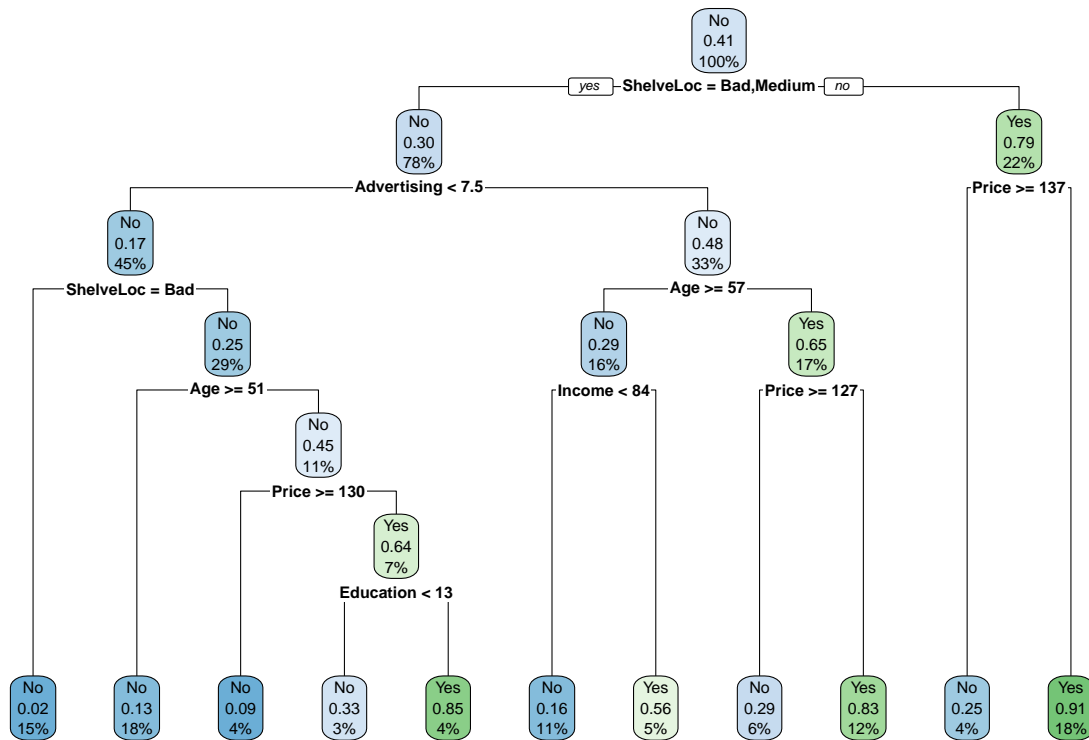 No
0.41
100%
yes ShelveLoc = Bad,Medium no
No
0.30
78%
Yes
0.79
22%
Advertising < 7.5
Price >= 137
No
0.17
45%
No
0.48
33%
ShelveLoc = Bad
Age >= 57
No
0.25
29%
No
0.29
16%
Yes
0.65
17%
Age >= 51
Income < 84
Price >= 127
No
0.45
11%
Price >= 130
Yes
0.64
7%
Education < 13
No
0.02
15%
No
0.13
18%
No
0.09
4%
No
0.33
3%
Yes
0.85
4%
No
0.16
11%
Yes
0.56
5%
No
0.29
6%
Yes
0.83
12%
No
0.25
4%
Yes
0.91
18%